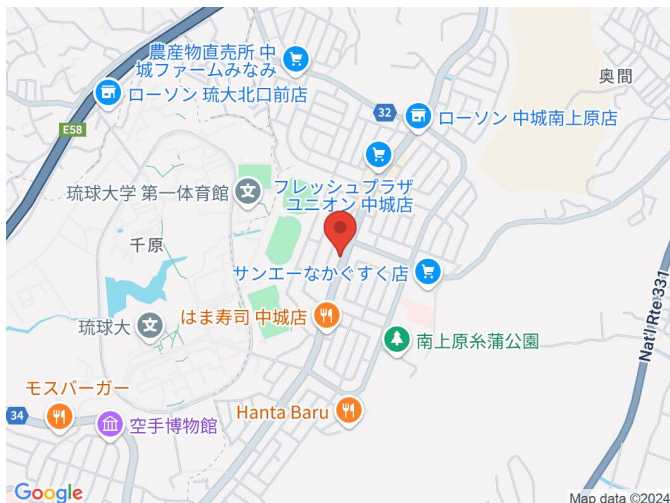 農産物直売所 中
城ファームみなみ
奥間
ローソン 琉大北口前店
32
ローソン 中城南上原店
E58
フレッシュプラザ
ユニオン 中城店
琉球大学 第一体育館
千原
サンエーなかぐすく店
はま寿司 中城店
琉球大
南上原糸蒲公園
Nat'l Rte 331
モスバーガー
Hanta Baru
34
空手博物館
Google
Map data ©2024